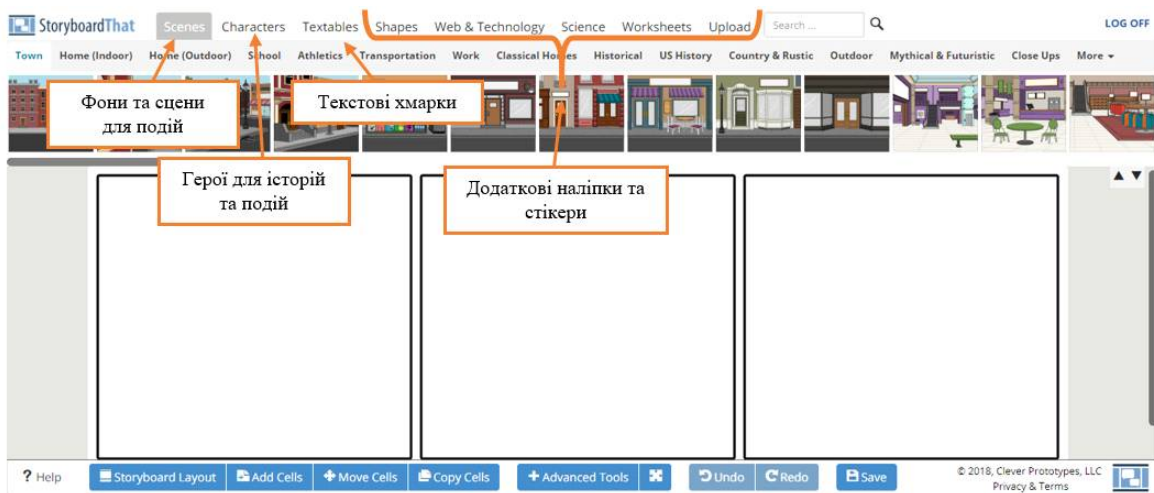 StoryboardThat Scenes Characters Textables Shapes Web & Technology Science Worksheets Upload Search ... LOG OFF
Town Home (Indoor) Home (Outdoor) School Athletics Transportation Work Classical Homes Historical US History Country & Rustic Outdoor Mythical & Futuristic Close Ups More
Фони та сцени
для подій
Текстові хмарки
Герої для історій
та подій
Додаткові наліпки та
стікери
? Help Storyboard Layout Add Cells Move Cells Copy Cells + Advanced Tools Undo Redo Save © 2018, Clever Prototypes, LLC
Privacy & Terms